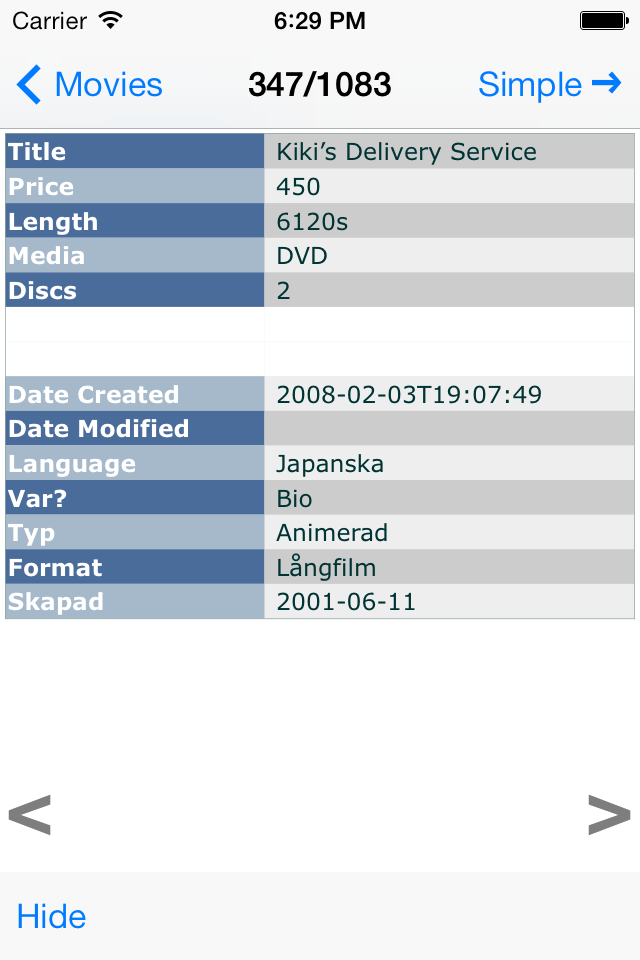 Carrier 6:29 PM
Movies 347/1083 Simple →
Title Kiki’s Delivery Service
Price 450
Length 6120s
Media DVD
Discs 2
Date Created 2008-02-03T19:07:49
Date Modified
Language Japanska
Var? Bio
Typ Animerad
Format Långfilm
Skapad 2001-06-11
< >
Hide